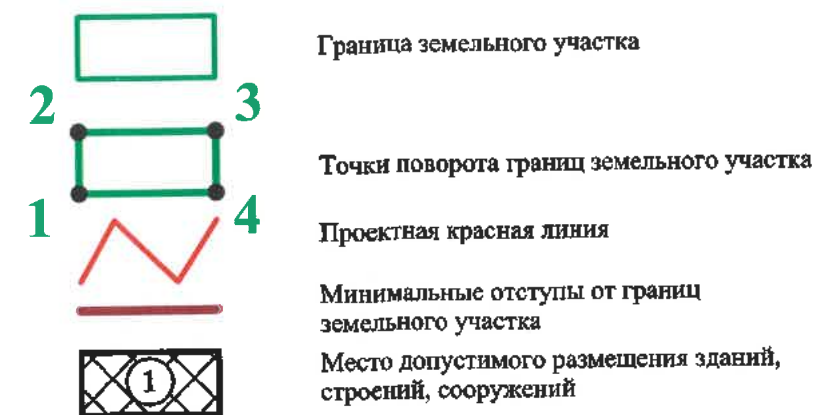 Граница земельного участка
2 3
Точки поворота границ земельного участка
1 4
Проектная красная линия
Минимальные отступы от границ
земельного участка
Место допустимого размещения зданий,
строений, сооружений
1